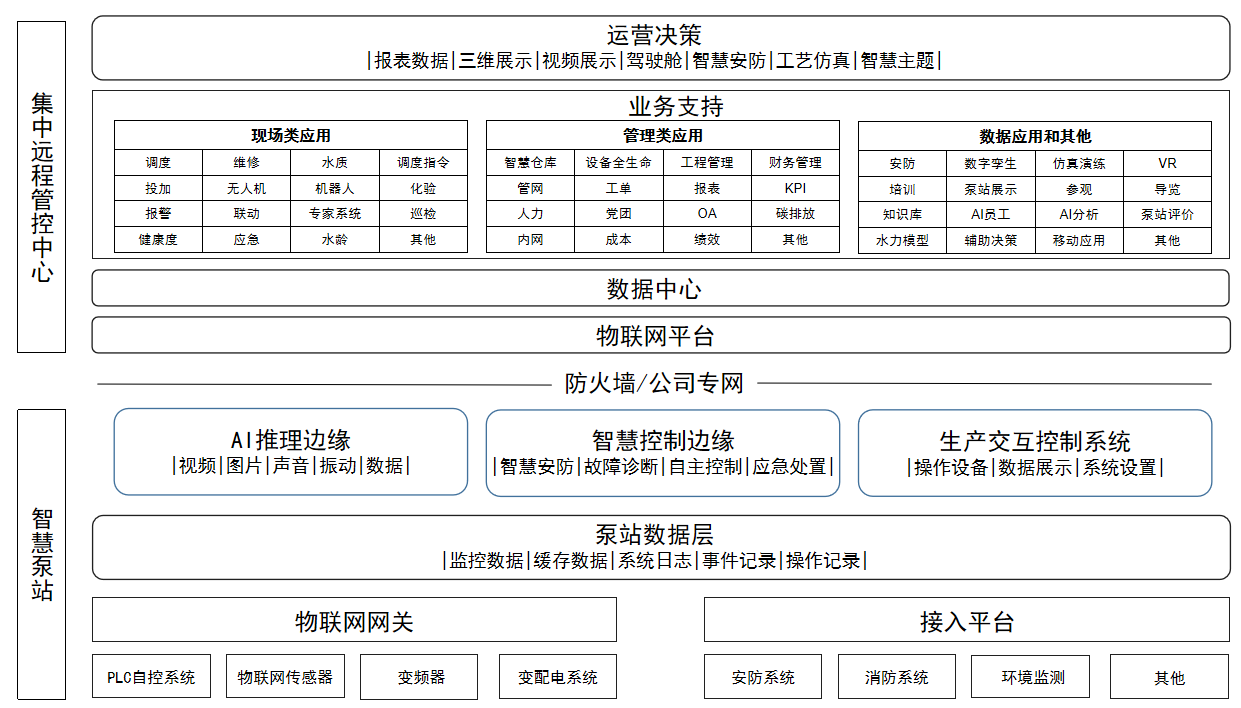 集中远程管控中心
运营决策
|报表数据|三维展示|视频展示|驾驶舱|智慧安防|工艺仿真|智慧主题|
业务支持
现场类应用
调度 维修 水质 调度指令
投加 无人机 机器人 化验
报警 联动 专家系统 巡检
健康度 应急 水龄 其他
管理类应用
智慧仓库 设备全生命 工程管理 财务管理
管网 工单 报表 KPI
人力 党团 OA 碳排放
内网 成本 绩效 其他
数据应用和其他
安防 数字孪生 仿真演练 VR
培训 泵站展示 参观 导览
知识库 AI员工 AI分析 泵站评价
水力模型 辅助决策 移动应用 其他
数据中心
物联网平台
防火墙/公司专网
智慧泵站
AI推理边缘
|视频|图片|声音|振动|数据|
智慧控制边缘
|智慧安防|故障诊断|自主控制|应急处置|
生产交互控制系统
|操作设备|数据展示|系统设置|
泵站数据层
|监控数据|缓存数据|系统日志|事件记录|操作记录|
物联网网关
PLC自控系统 物联网传感器 变频器 变配电系统
接入平台
安防系统 消防系统 环境监测 其他